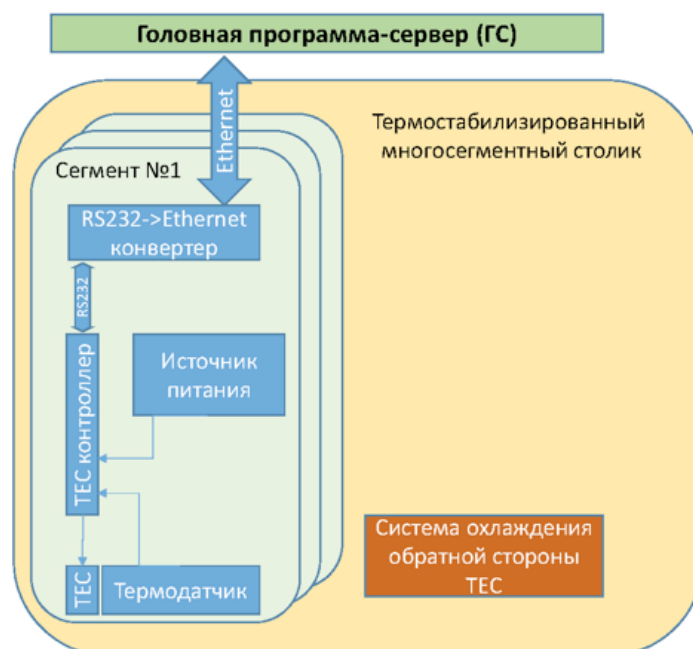 Головная программа-сервер (ГС)
Ethernet
Термостабилизированный
многосегментный столик
Сегмент №1
RS232->Ethernet
конвертер
RS232
ТЕС контроллер
Источник
питания
Система охлаждения
обратной стороны
ТЕС
ТЕС
Термодатчик